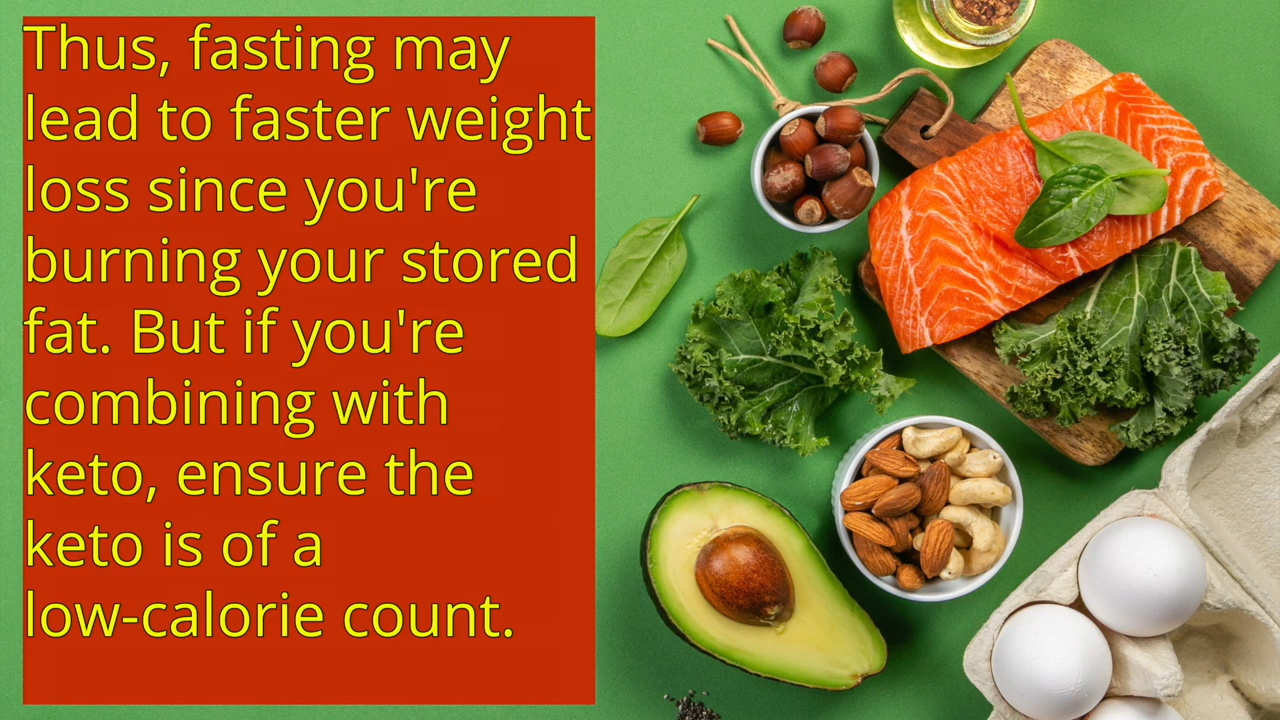 Thus, fasting may
lead to faster weight
loss since you're
burning your stored
fat. But if you're
combining with
keto, ensure the
keto is of a
low-calorie count.